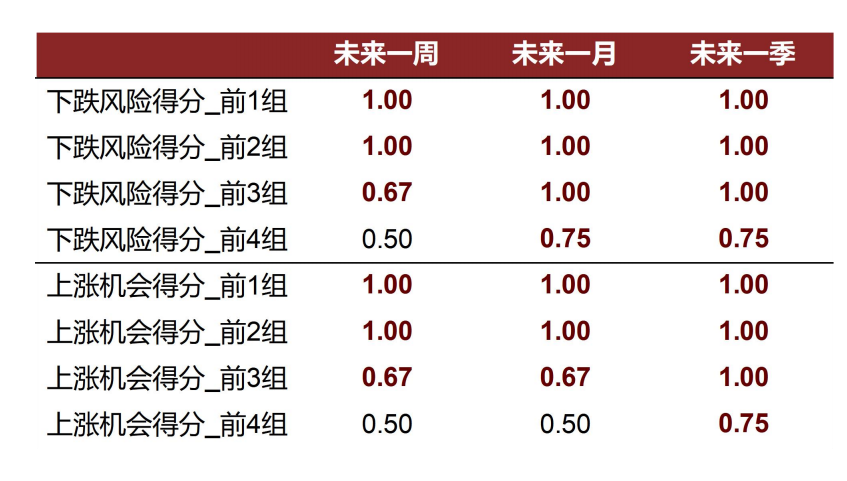 未来一周 未来一月 未来一季
下跌风险得分_前1组 1.00 1.00 1.00
下跌风险得分_前2组 1.00 1.00 1.00
下跌风险得分_前3组 0.67 1.00 1.00
下跌风险得分_前4组 0.50 0.75 0.75
上涨机会得分_前1组 1.00 1.00 1.00
上涨机会得分_前2组 1.00 1.00 1.00
上涨机会得分_前3组 0.67 0.67 1.00
上涨机会得分_前4组 0.50 0.50 0.75